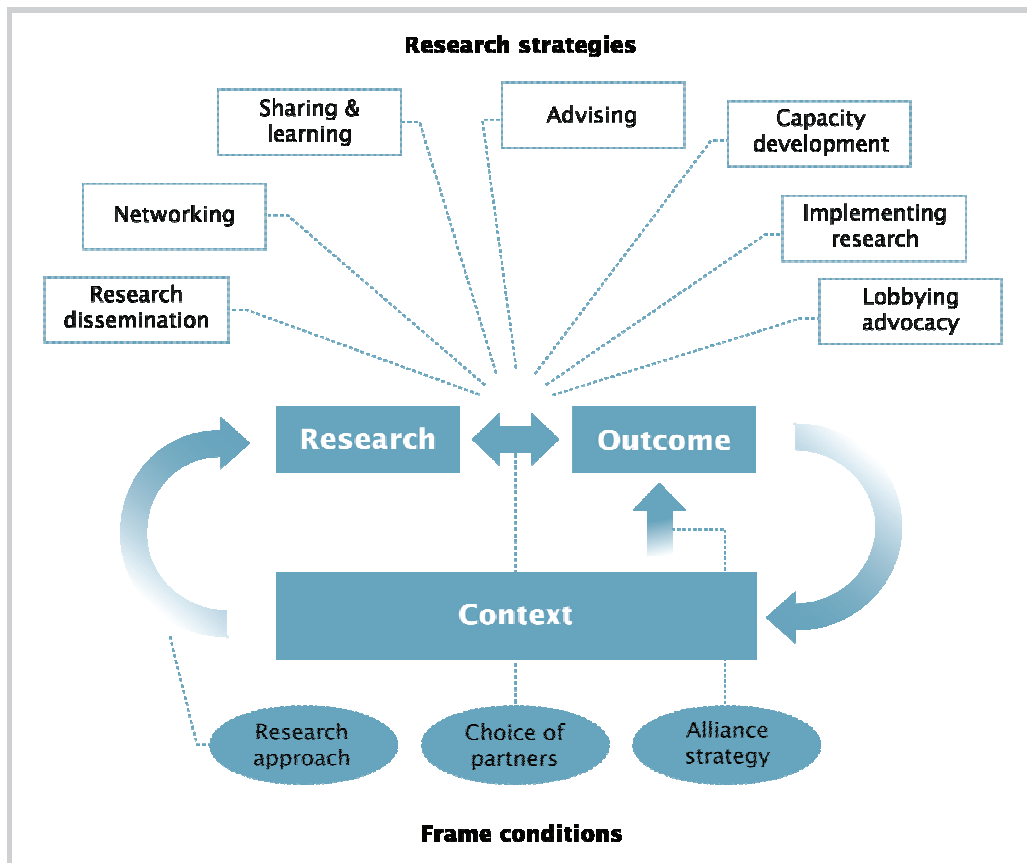 Research strategies
Sharing &
learning
Advising
Capacity
development
Networking
Implementing
research
Research
dissemination
Lobbying
advocacy
Research
Outcome
Context
Research
approach
Choice of
partners
Alliance
strategy
Frame conditions